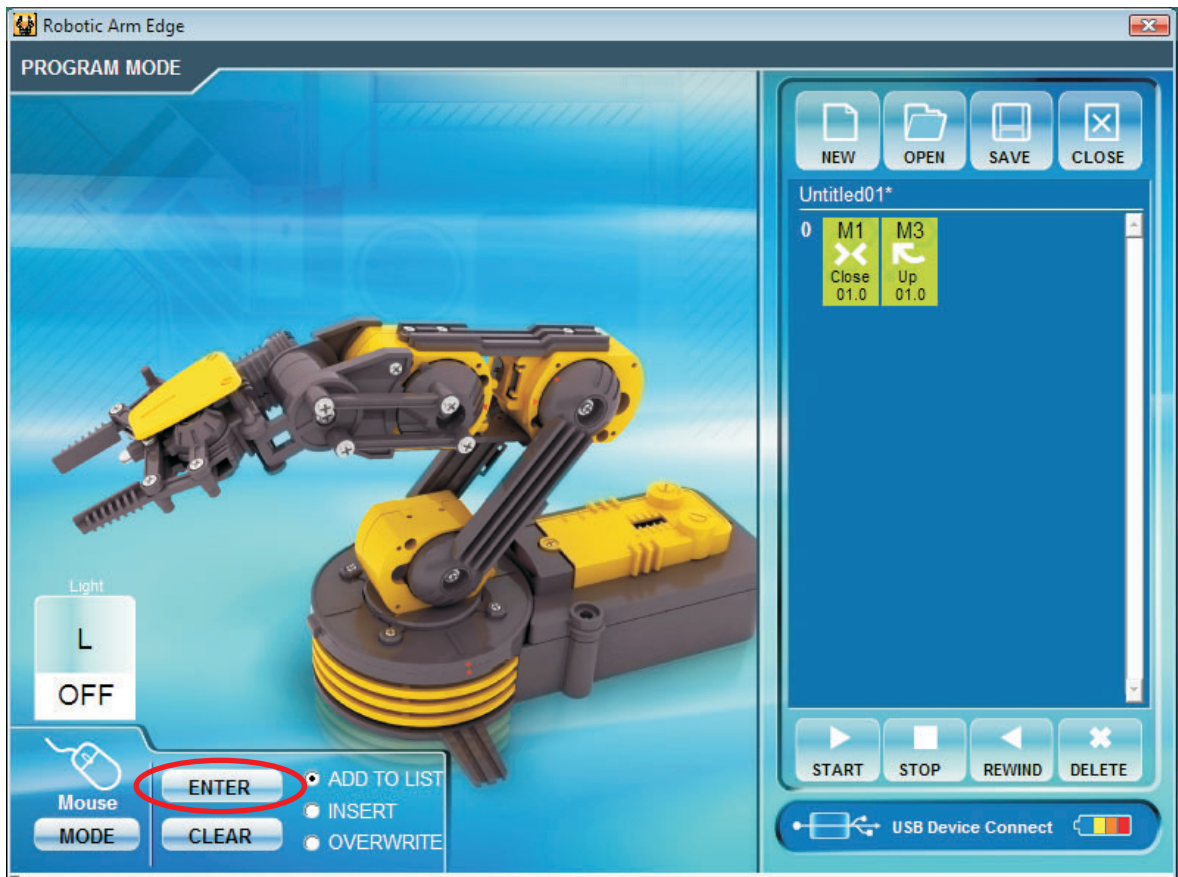 Robotic Arm Edge
PROGRAM MODE
NEW OPEN SAVE CLOSE
Untitled01*
0 M1 M3
Close Up
01.0 01.0
Light
L
OFF
START STOP REWIND DELETE
Mouse
MODE
ENTER
CLEAR
ADD TO LIST
INSERT
OVERWRITE
USB Device Connect